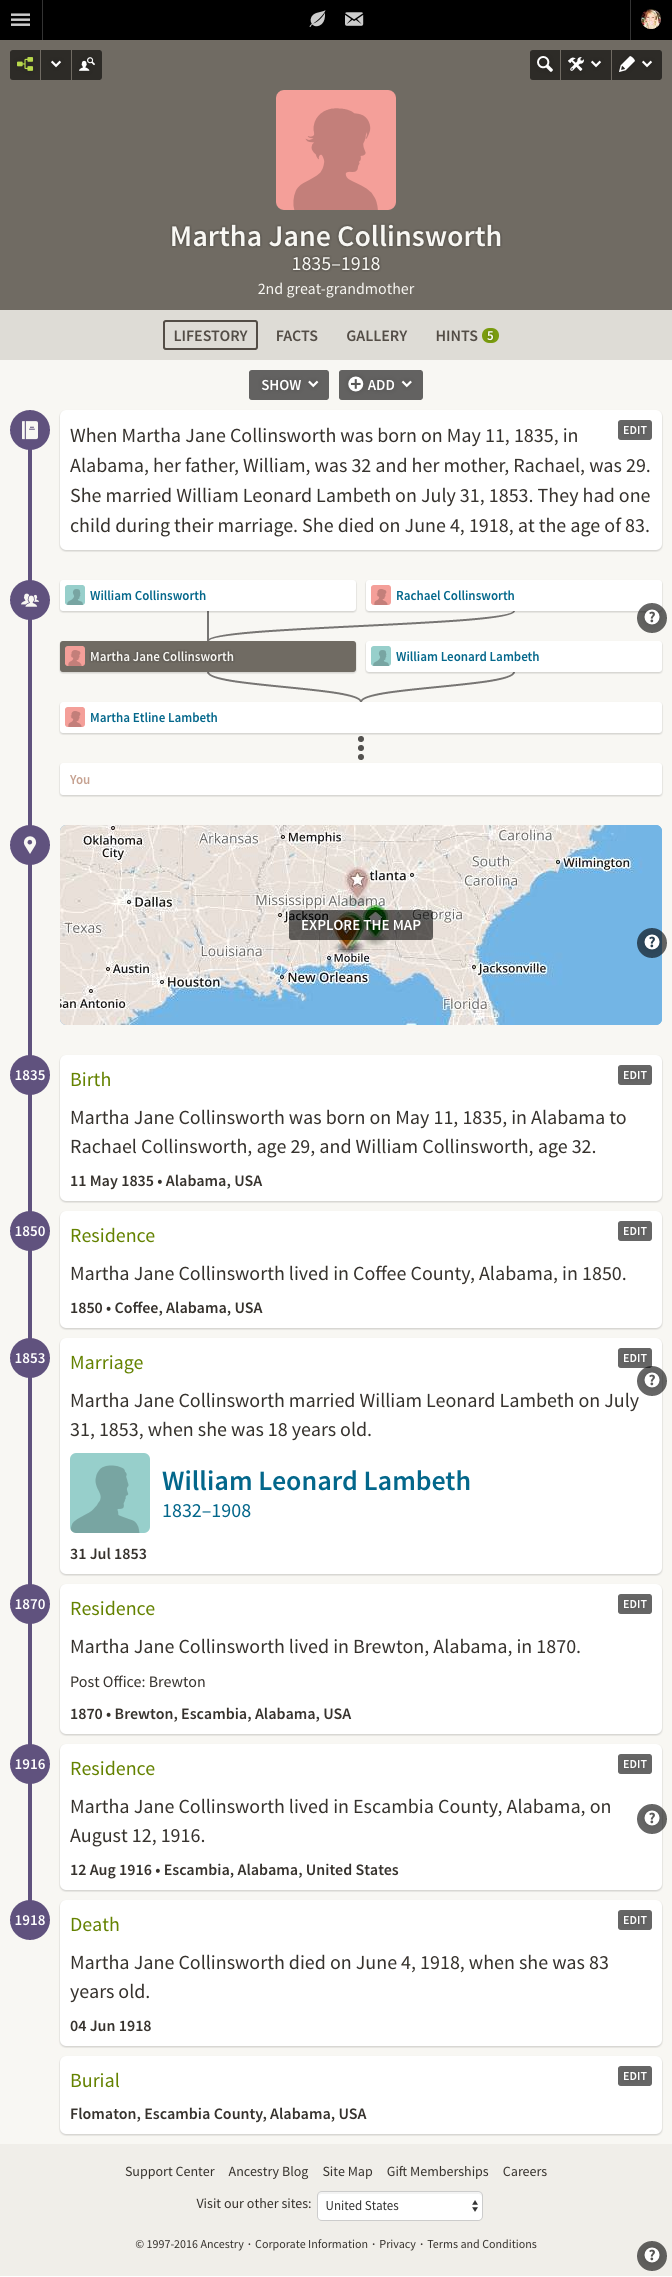 Martha Jane Collinsworth
1835–1918
2nd great-grandmother
LIFESTORY FACTS GALLERY HINTS 5
SHOW ADD
EDIT
When Martha Jane Collinsworth was born on May 11, 1835, in
Alabama, her father, William, was 32 and her mother, Rachael, was 29.
She married William Leonard Lambeth on July 31, 1853. They had one
child during their marriage. She died on June 4, 1918, at the age of 83.
William Collinsworth Rachael Collinsworth
?
Martha Jane Collinsworth William Leonard Lambeth
Martha Etline Lambeth
You
Oklahoma
City
Arkansas
Memphis
Carolina
South
Carolina
Wilmington
tlanta
Dallas
Mississippi Alabama
Jackson
Georgia
Texas
EXPLORE THE MAP
?
Louisiana
Mobile
Austin
Houston
New Orleans
Jacksonville
San Antonio
Florida
1835
Birth EDIT
Martha Jane Collinsworth was born on May 11, 1835, in Alabama to
Rachael Collinsworth, age 29, and William Collinsworth, age 32.
11 May 1835 • Alabama, USA
1850
Residence EDIT
Martha Jane Collinsworth lived in Coffee County, Alabama, in 1850.
1850 • Coffee, Alabama, USA
1853
Marriage EDIT
?
Martha Jane Collinsworth married William Leonard Lambeth on July
31, 1853, when she was 18 years old.
William Leonard Lambeth
1832–1908
31 Jul 1853
1870
Residence EDIT
Martha Jane Collinsworth lived in Brewton, Alabama, in 1870.
Post Office: Brewton
1870 • Brewton, Escambia, Alabama, USA
1916
Residence EDIT
Martha Jane Collinsworth lived in Escambia County, Alabama, on
August 12, 1916.
?
12 Aug 1916 • Escambia, Alabama, United States
1918
Death EDIT
Martha Jane Collinsworth died on June 4, 1918, when she was 83
years old.
04 Jun 1918
Burial EDIT
Flomaton, Escambia County, Alabama, USA
Support Center Ancestry Blog Site Map Gift Memberships Careers
Visit our other sites: United States
© 1997-2016 Ancestry · Corporate Information · Privacy · Terms and Conditions
?